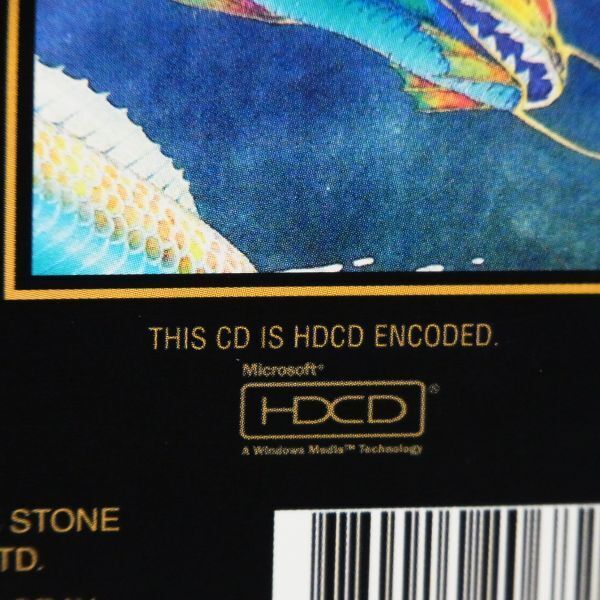 THIS CD IS HDCD ENCODED.
Microsoft®
HDCD®
A Windows Media™ Technology
STONE
TD.